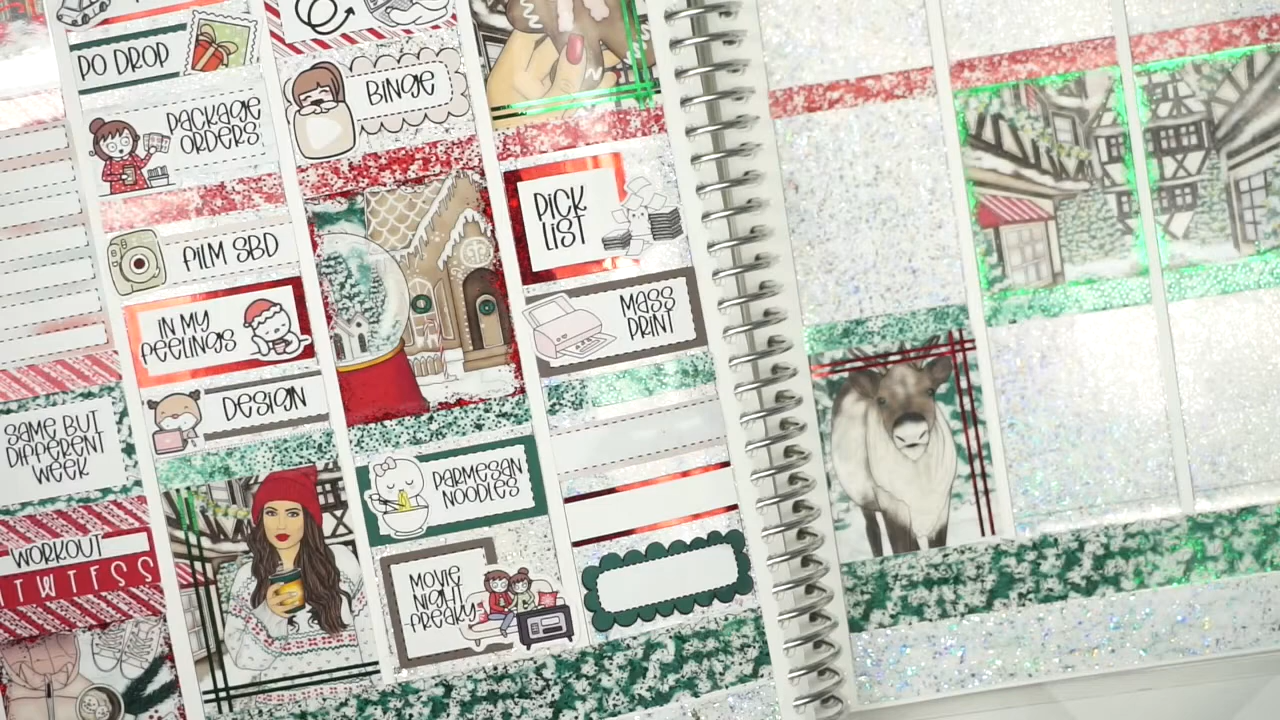 PO DROP
PACKAGE
ORDERS
FILM SBD
IN MY
FEELINGS
DESIGN
SAME BUT
DIFFERENT
WEEK
WORKOUT
T W T F S S
BINGE
PARMESAN
NOODLES
MOVIE
NIGHT
FREAKY
PICK
LIST
MASS
PRINT